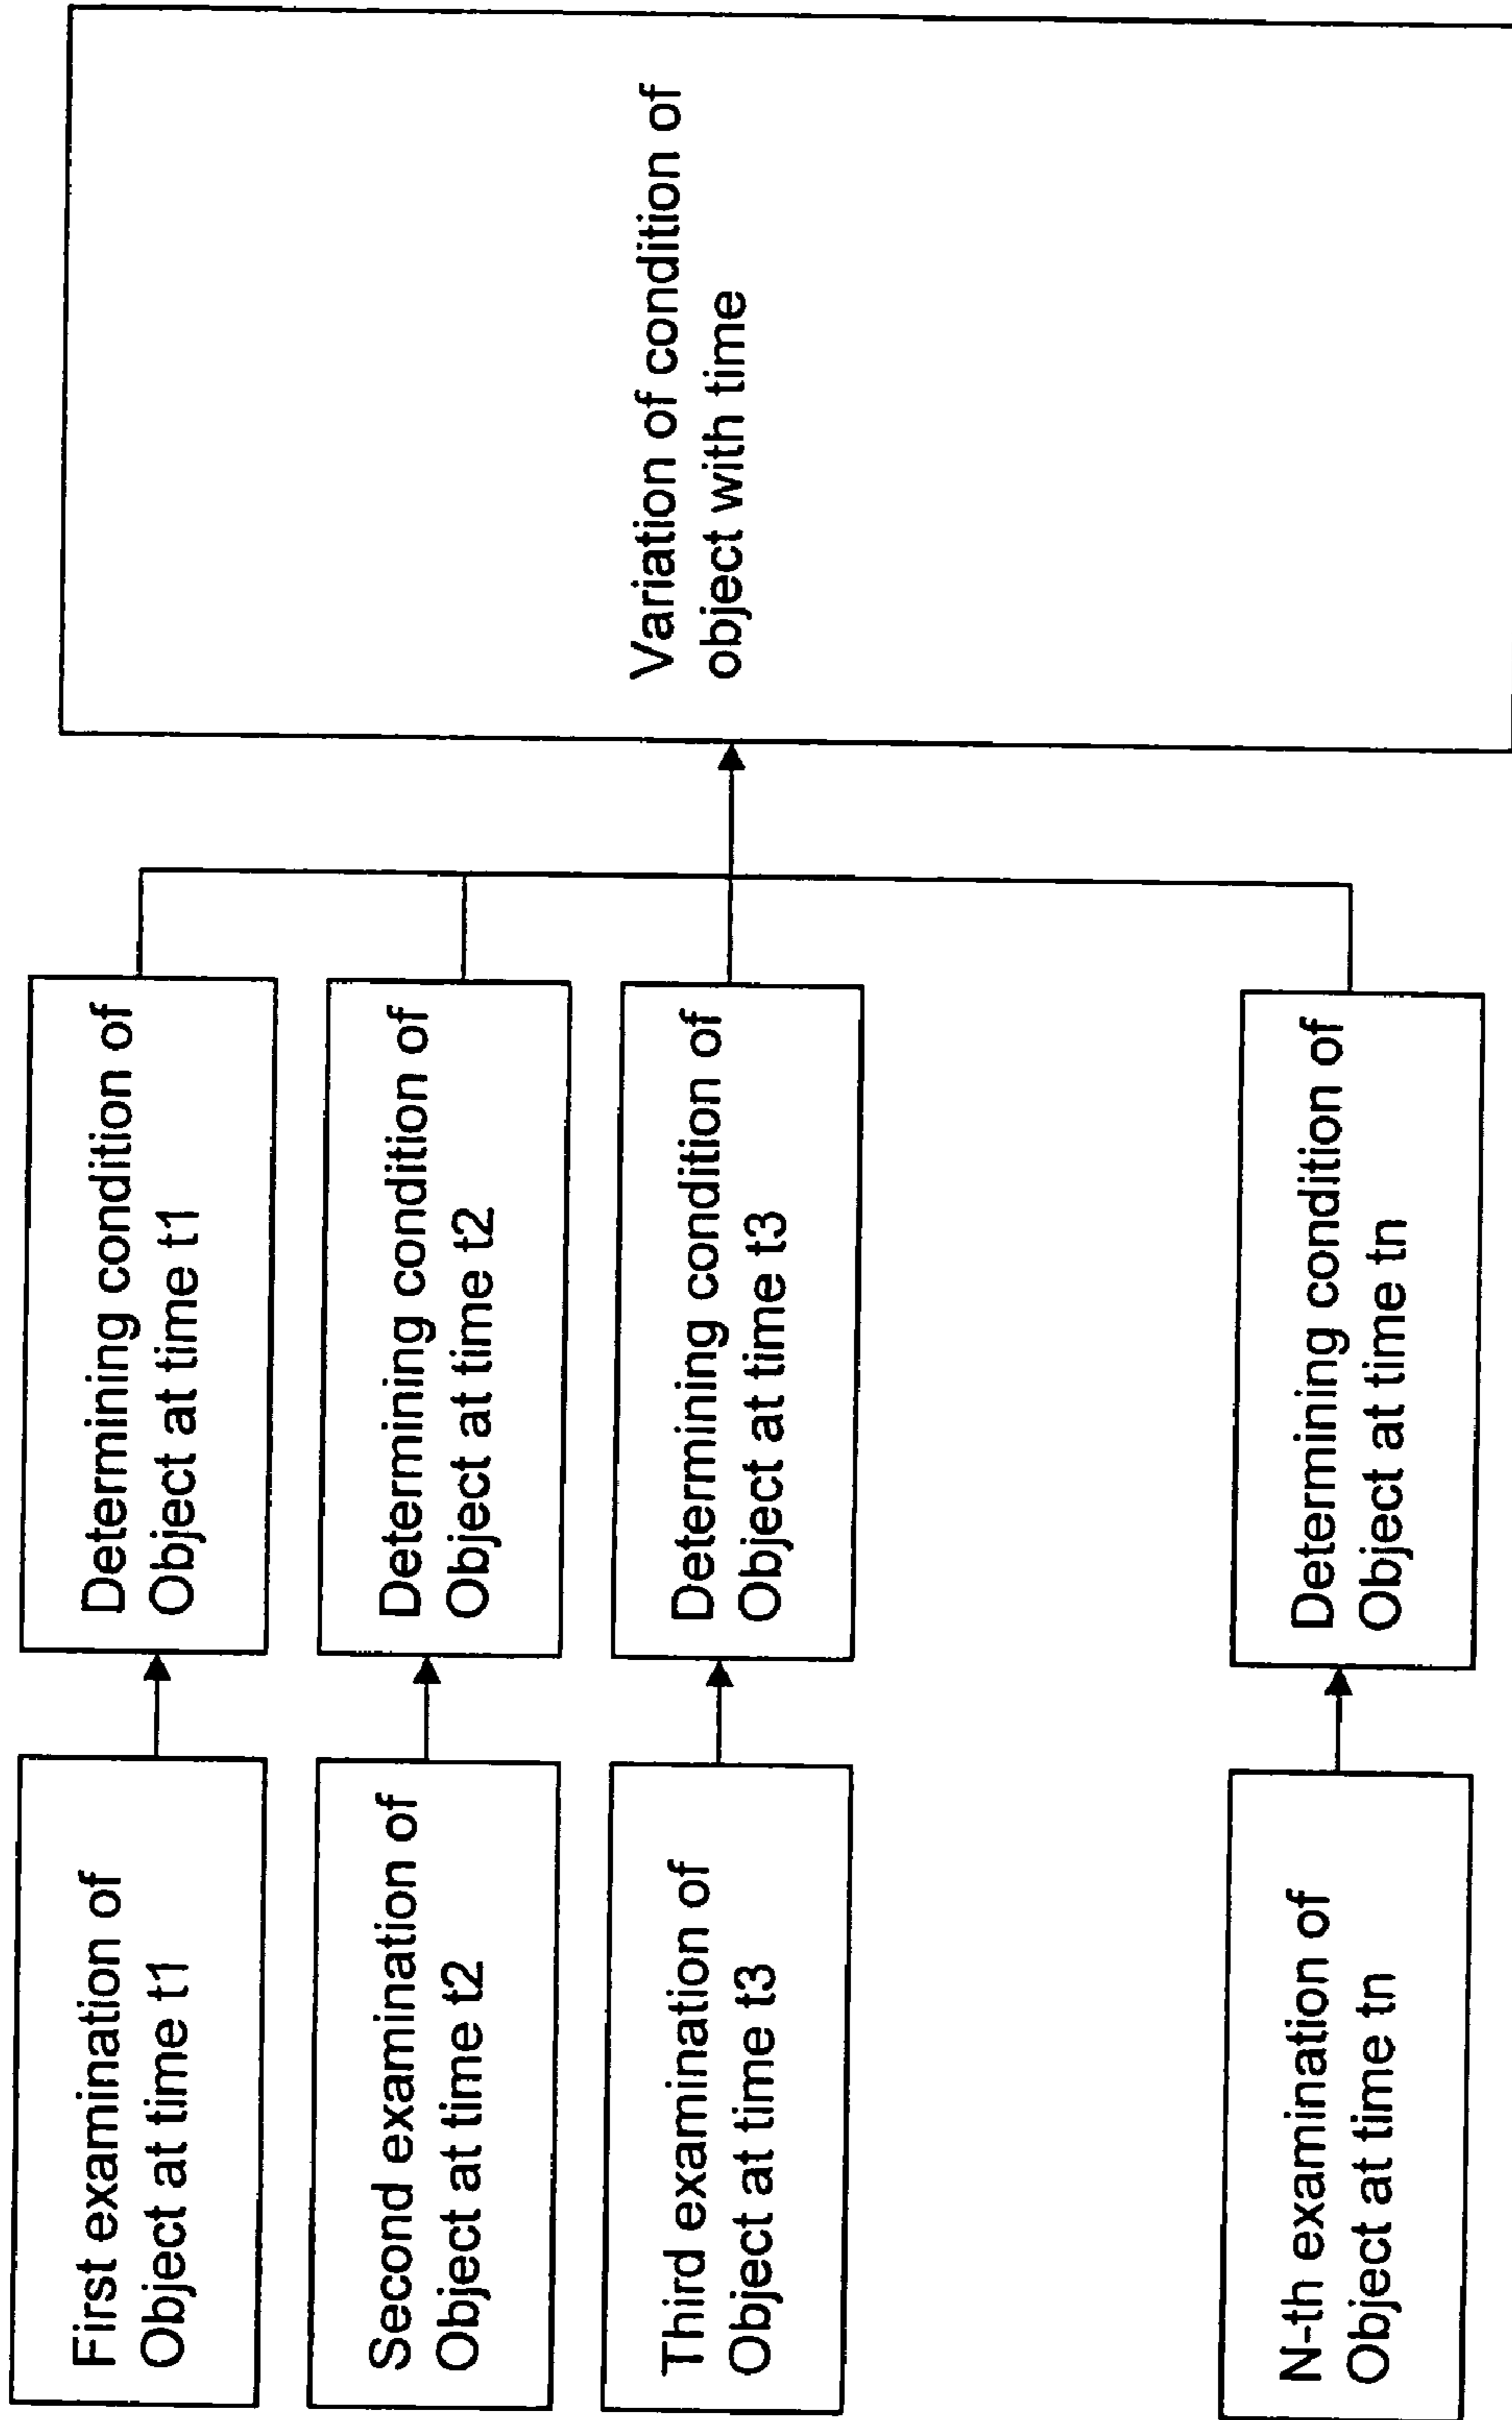 First examination of
Object at time t1
Determining condition of
Object at time t1
Second examination of
Object at time t2
Determining condition of
Object at time t2
Third examination of
Object at time t3
Determining condition of
Object at time t3
N-th examination of
Object at time tn
Determining condition of
Object at time tn
Variation of condition of
object with time